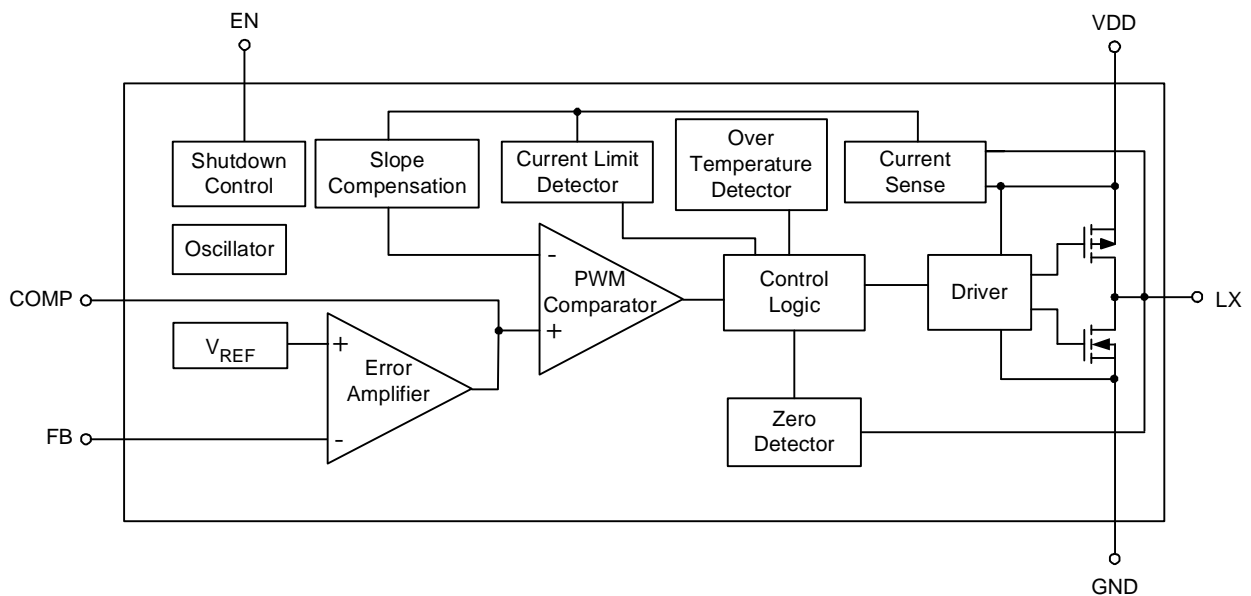 EN
VDD
Shutdown
Control
Slope
Compensation
Current Limit
Detector
Over
Temperature
Detector
Current
Sense
Oscillator
-
PWM
Comparator
+
Control
Logic
Driver
COMP
LX
VREF
+
Error
Amplifier
-
FB
Zero
Detector
GND